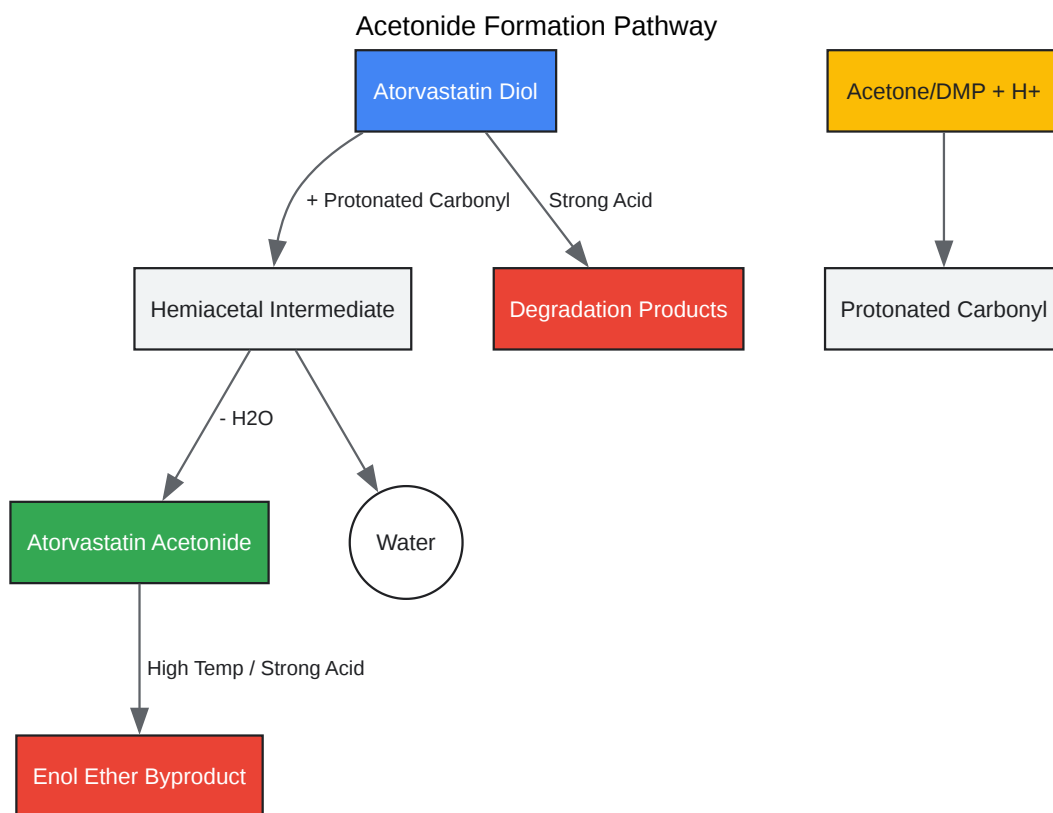 Acetonide Formation Pathway
Atorvastatin Diol
Acetone/DMP + H+
+ Protonated Carbonyl
Strong Acid
Hemiacetal Intermediate
Degradation Products
Protonated Carbonyl
- H2O
Atorvastatin Acetonide
Water
High Temp / Strong Acid
Enol Ether Byproduct